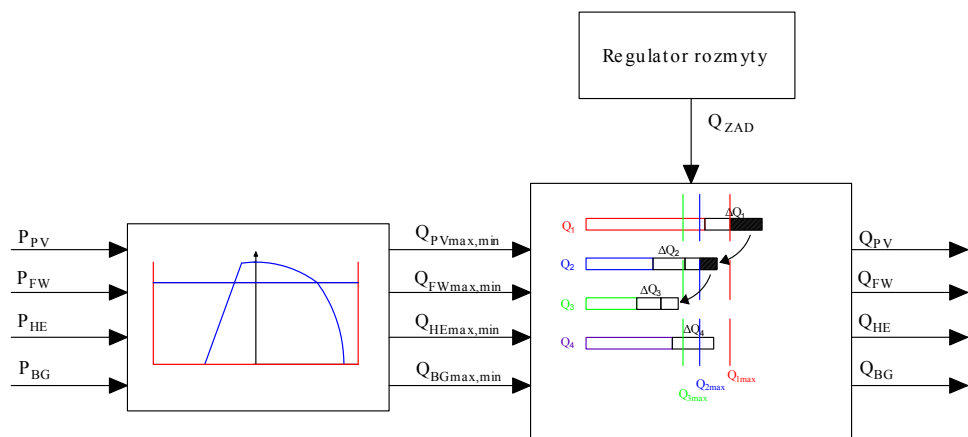 Regulator rozmyty
Q_ZAD
P_PV
P_FW
P_HE
P_BG
Q_PVmax,min
Q_FWmax,min
Q_HEmax,min
Q_BGmax,min
Q_1 ΔQ_1
Q_2 ΔQ_2
Q_3 ΔQ_3
Q_4 ΔQ_4
Q_1max
Q_2max
Q_3max
Q_PV
Q_FW
Q_HE
Q_BG